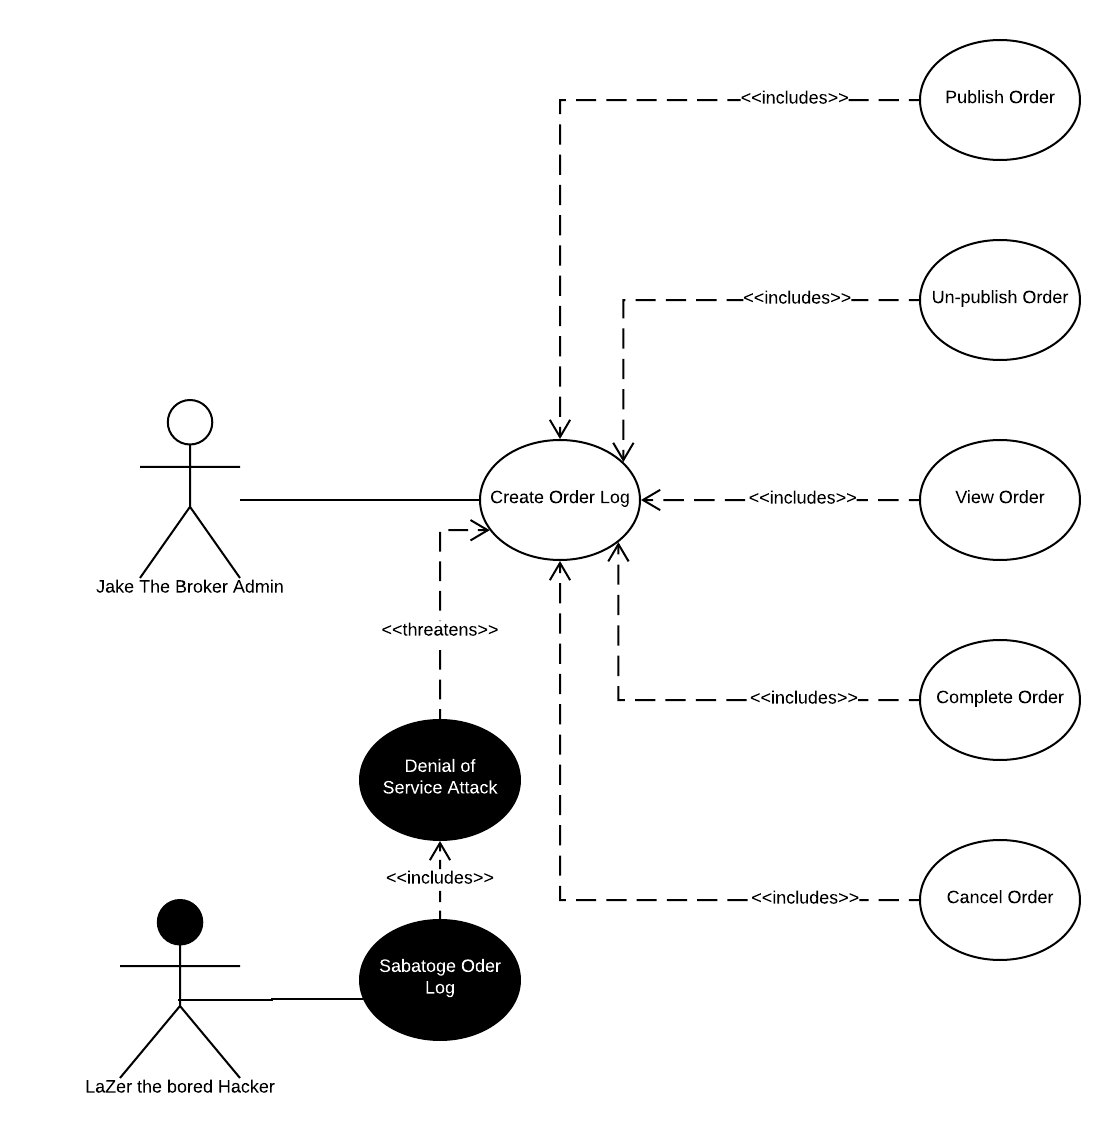 <<includes>>
Publish Order
<<includes>>
Un-publish Order
Create Order Log
<<includes>>
View Order
Jake The Broker Admin
<<threatens>>
<<includes>>
Complete Order
Denial of
Service Attack
<<includes>>
<<includes>>
Cancel Order
Sabatoge Oder
Log
LaZer the bored Hacker